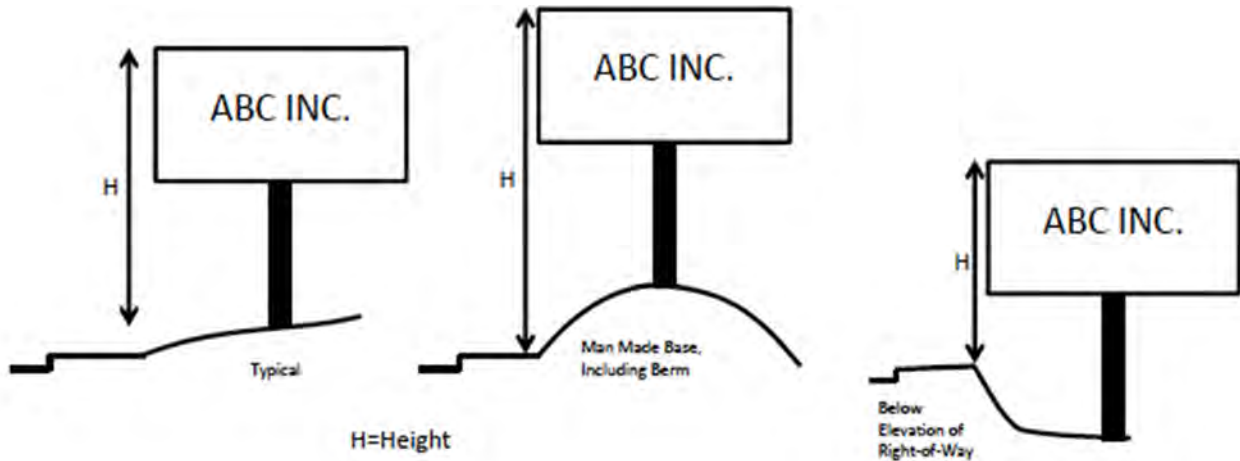 ABC INC.
H
Typical
ABC INC.
H
Man Made Base,
Including Berm
ABC INC.
H
Below
Elevation of
Right-of-Way
H=Height